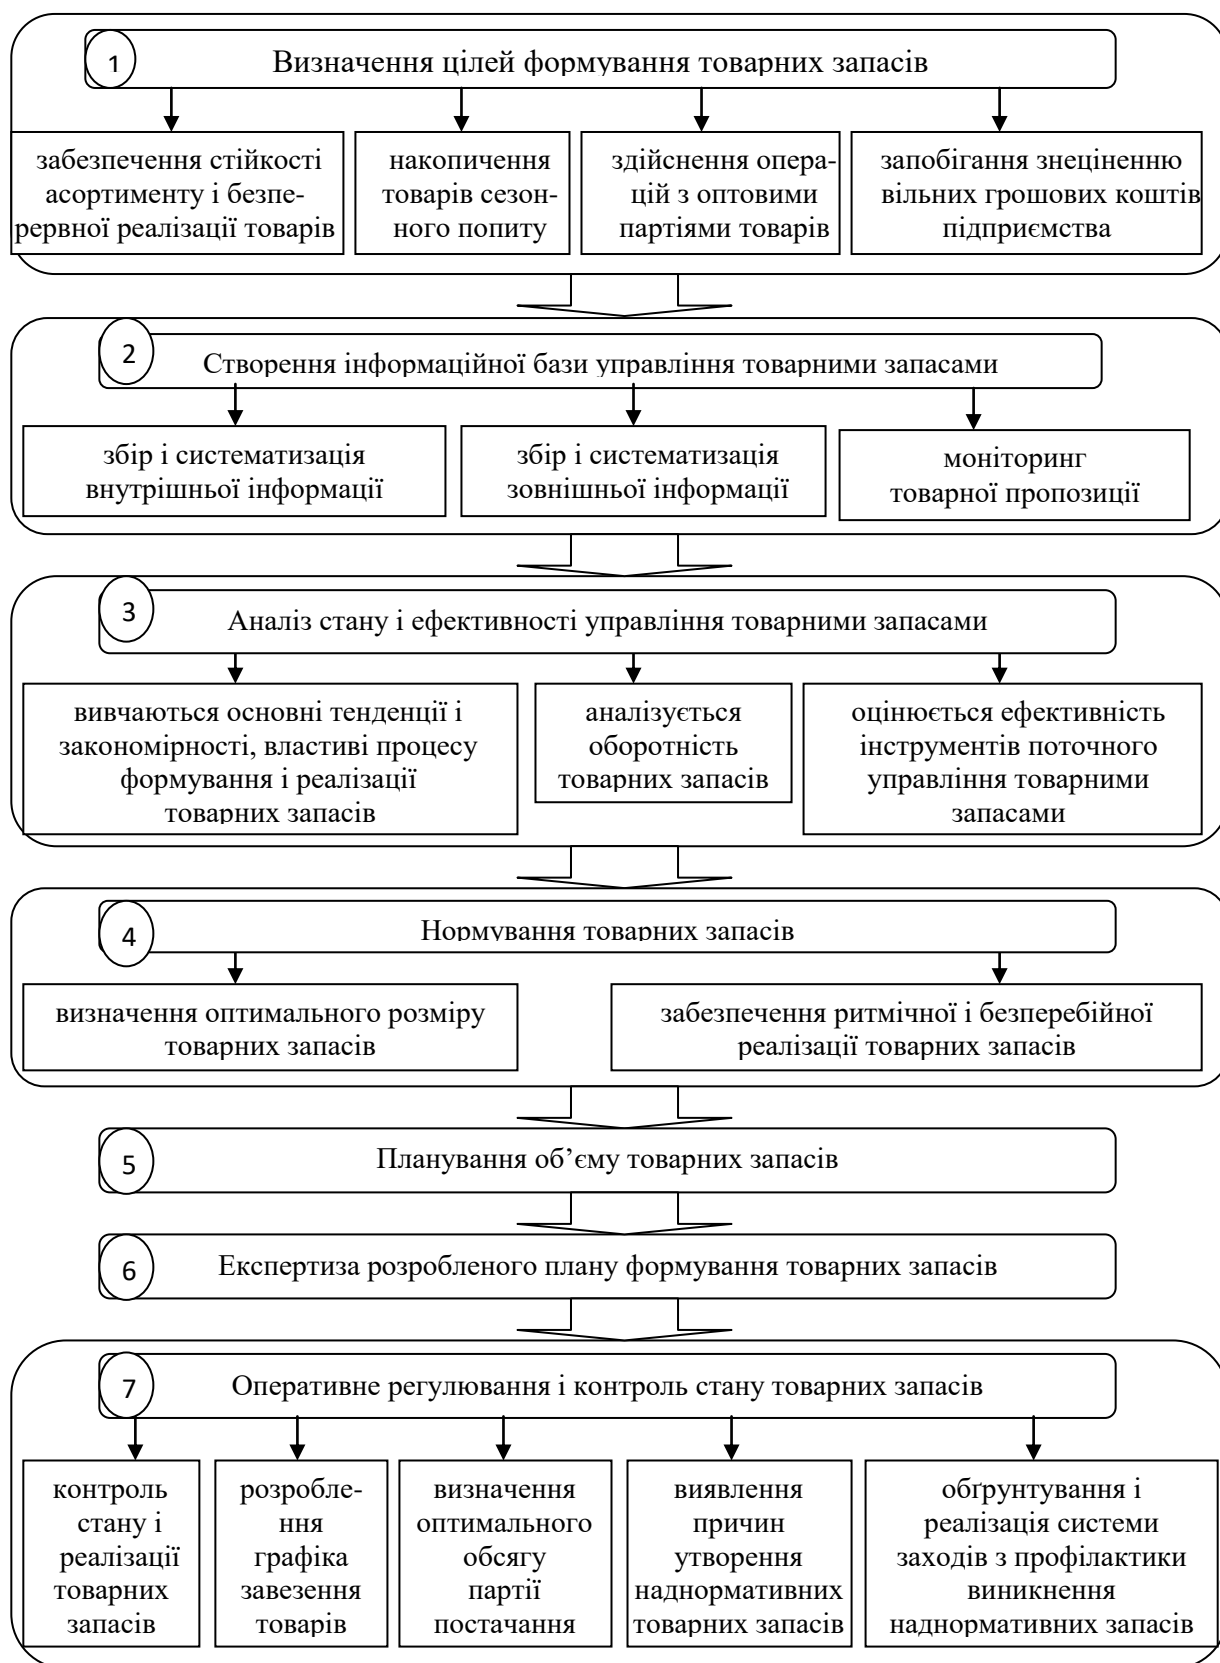 1
Визначення цілей формування товарних запасів
забезпечення стійкості
асортименту і безпе-
рервної реалізації товарів
накопичення
товарів сезон-
ного попиту
здійснення опера-
цій з оптовими
партіями товарів
запобігання знеціненню
вільних грошових коштів
підприємства
2
Створення інформаційної бази управління товарними запасами
збір і систематизація
внутрішньої інформації
збір і систематизація
зовнішньої інформації
моніторинг
товарної пропозиції
3
Аналіз стану і ефективності управління товарними запасами
вивчаються основні тенденції і
закономірності, властиві процесу
формування і реалізації
товарних запасів
аналізується
оборотність
товарних запасів
оцінюється ефективність
інструментів поточного
управління товарними
запасами
4
Нормування товарних запасів
визначення оптимального розміру
товарних запасів
забезпечення ритмічної і безперебійної
реалізації товарних запасів
5
Планування об’єму товарних запасів
6
Експертиза розробленого плану формування товарних запасів
7
Оперативне регулювання і контроль стану товарних запасів
контроль
стану і
реалізації
товарних
запасів
розробле-
ння
графіка
завезення
товарів
визначення
оптимального
обсягу
партії
постачання
виявлення
причин
утворення
наднормативних
товарних запасів
обґрунтування і
реалізація системи
заходів з профілактики
виникнення
наднормативних запасів